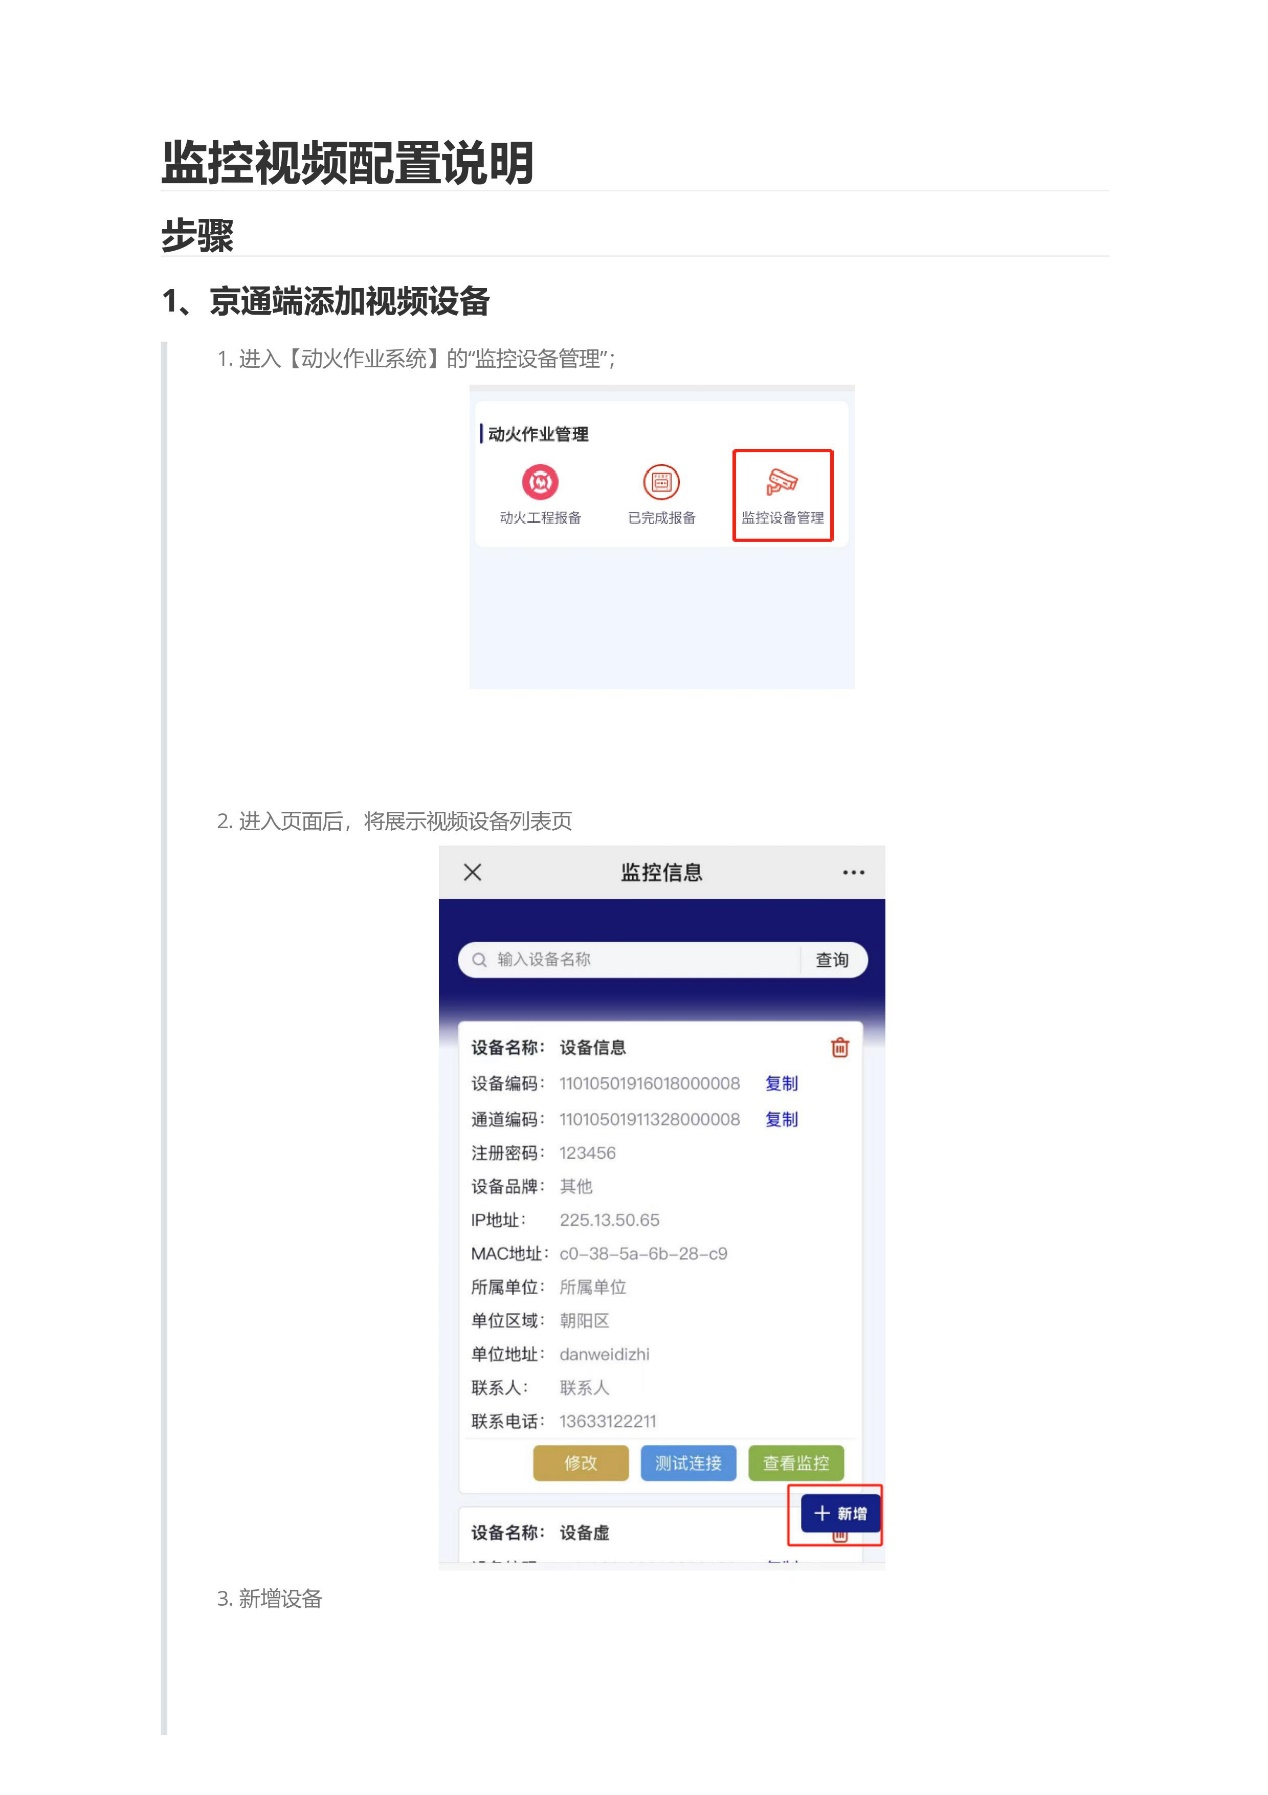 监控视频配置说明
步骤
1、京通端添加视频设备
1. 进入【动火作业系统】的“监控设备管理”；
动火作业管理
动火工程报备 已完成报备 监控设备管理
2. 进入页面后，将展示视频设备列表页
监控信息
输入设备名称 查询
设备名称： 设备信息
设备编码： 11010501916018000008 复制
通道编码： 11010501911328000008 复制
注册密码： 123456
设备品牌： 其他
IP地址： 225.13.50.65
MAC地址： c0-38-5a-6b-28-c9
所属单位： 所属单位
单位区域： 朝阳区
单位地址： danweidizhi
联系人： 联系人
联系电话： 13633122211
修改 测试连接 查看监控
新增
设备名称： 设备虚
3. 新增设备